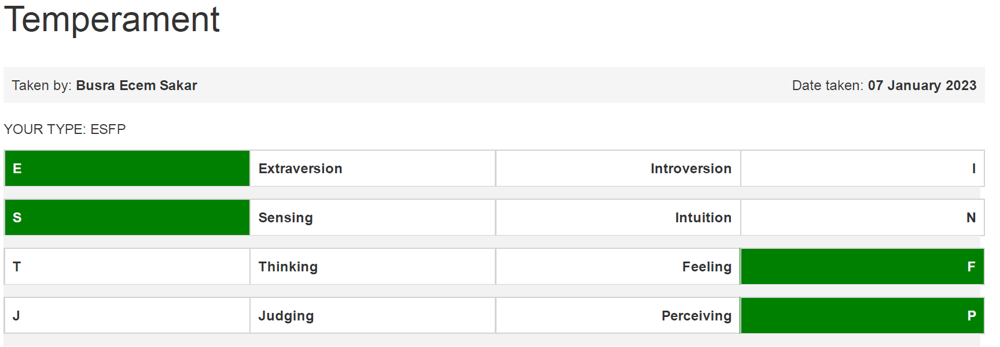 Temperament
Taken by: Busra Ecem Sakar Date taken: 07 January 2023
YOUR TYPE: ESFP
E Extraversion Introversion I
S Sensing Intuition N
T Thinking Feeling F
J Judging Perceiving P